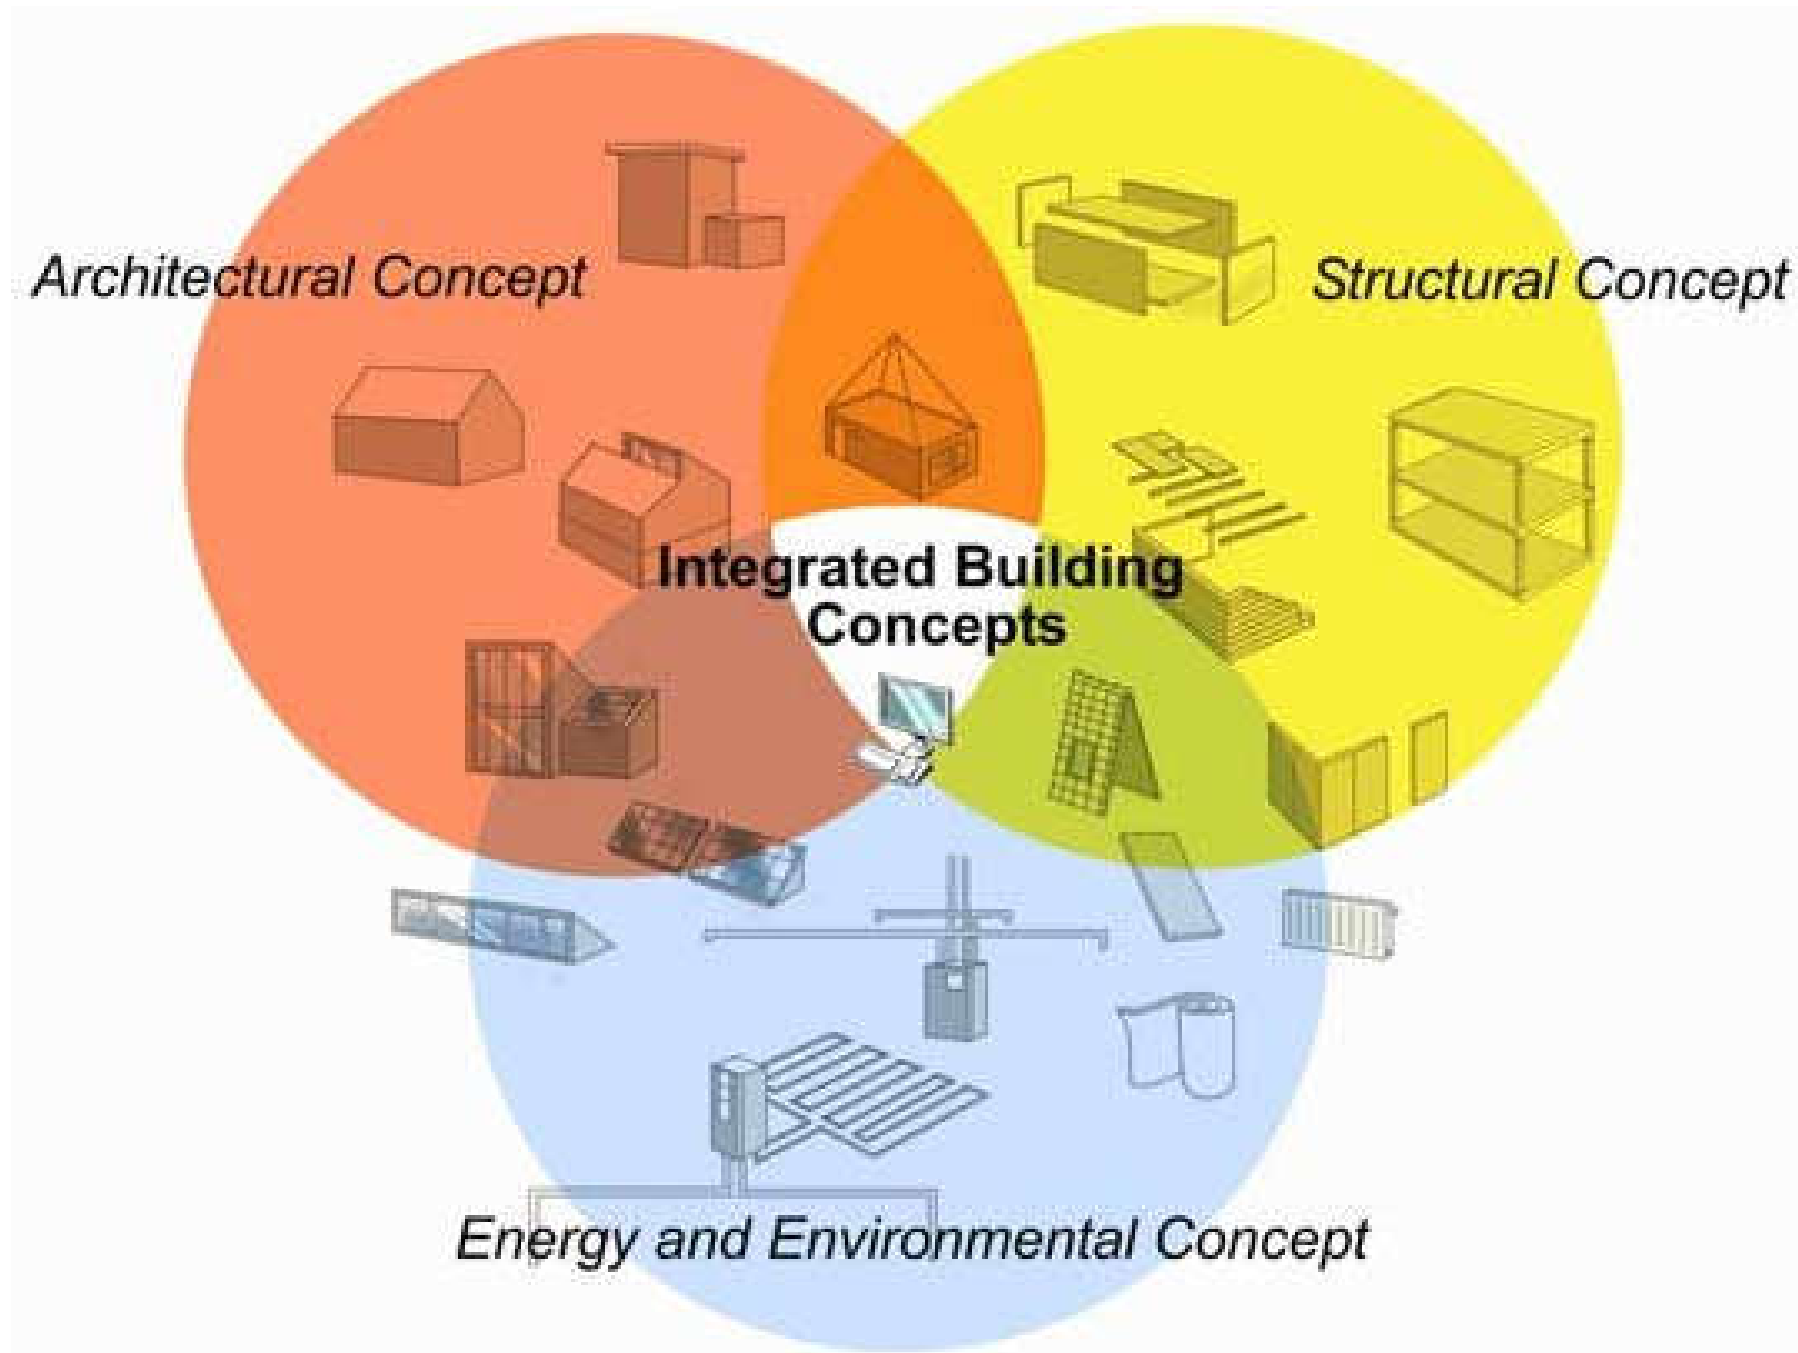 Architectural Concept
Structural Concept
Integrated Building
Concepts
Energy and Environmental Concept